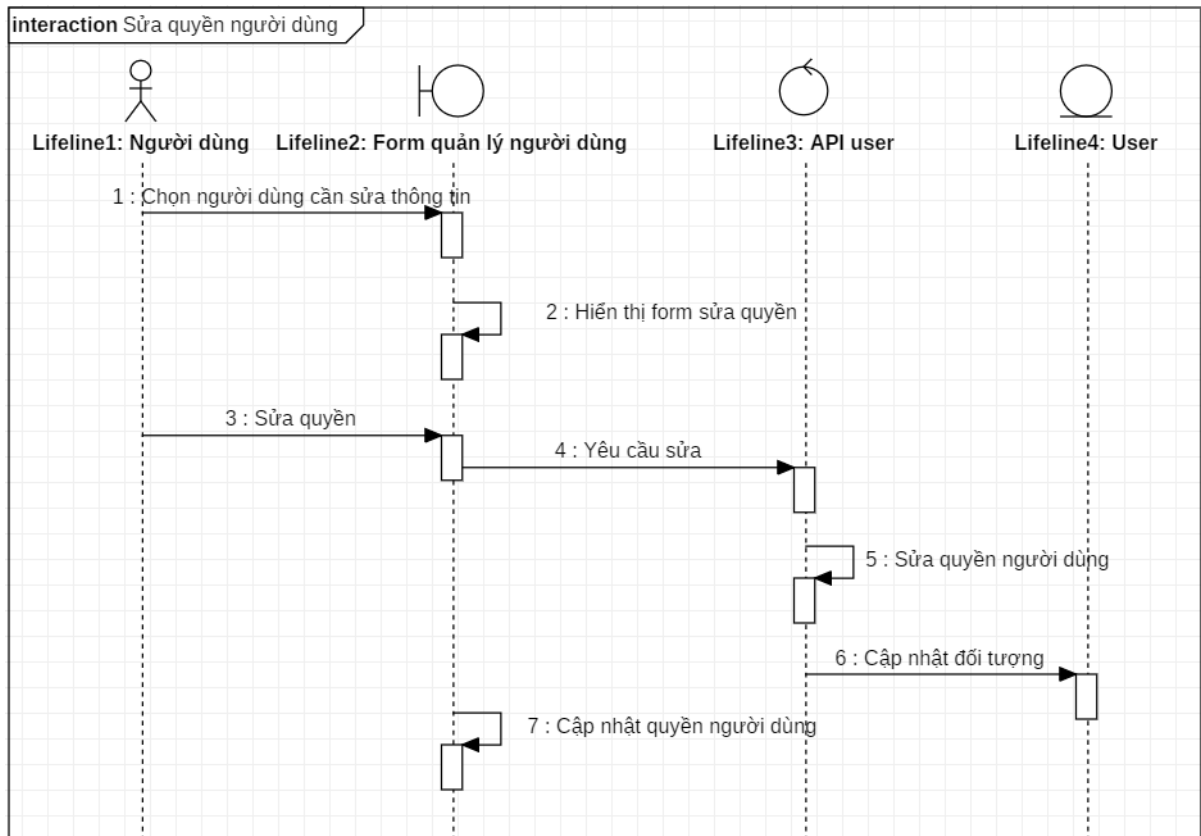 interaction Sửa quyền người dùng
Lifeline1: Người dùng
Lifeline2: Form quản lý người dùng
Lifeline3: API user
Lifeline4: User
1 : Chọn người dùng cần sửa thông tin
2 : Hiển thị form sửa quyền
3 : Sửa quyền
4 : Yêu cầu sửa
5 : Sửa quyền người dùng
6 : Cập nhật đối tượng
7 : Cập nhật quyền người dùng